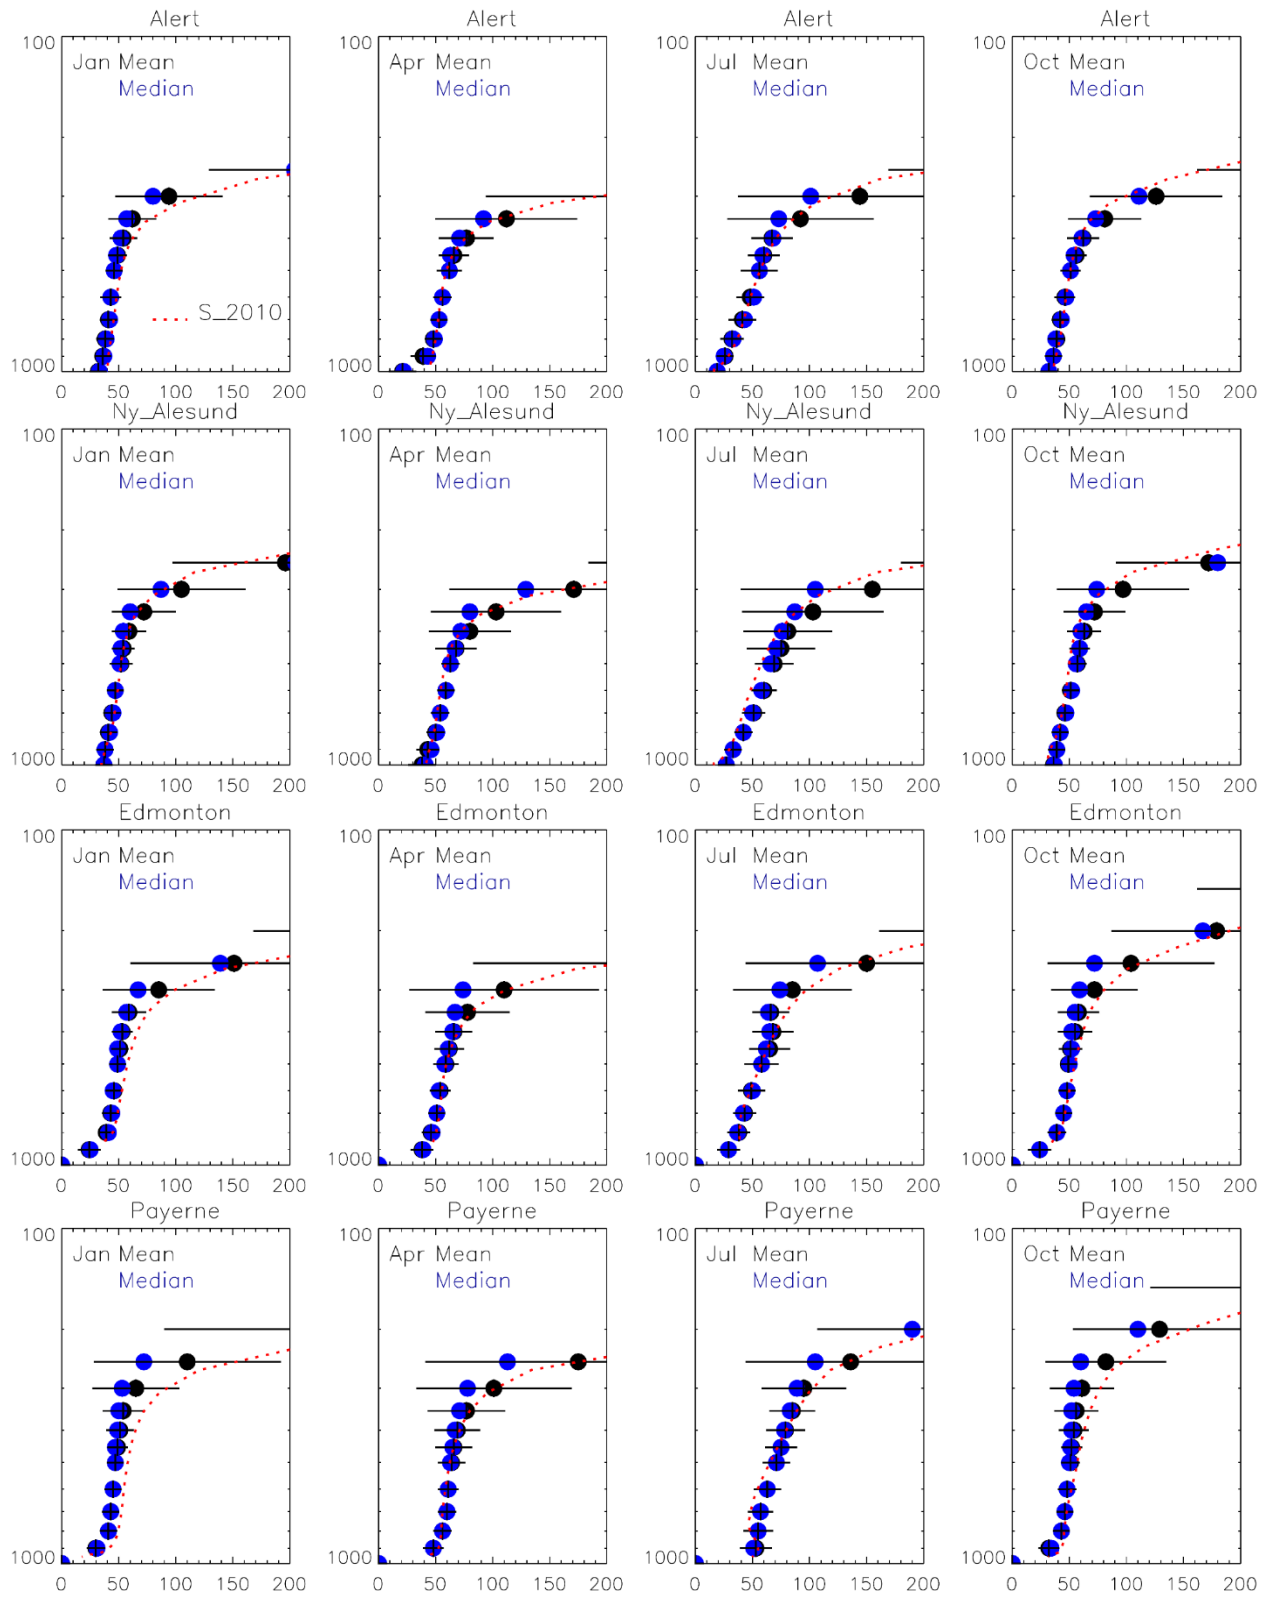 Alert Alert Alert Alert
100 100 100 100
Jan Mean Apr Mean Jul Mean Oct Mean
Median Median Median Median
S_2010
1000 1000 1000 1000
0 50 100 150 200 0 50 100 150 200 0 50 100 150 200 0 50 100 150 200
Ny_Alesund Ny_Alesund Ny_Alesund Ny_Alesund
100 100 100 100
Jan Mean Apr Mean Jul Mean Oct Mean
Median Median Median Median
1000 1000 1000 1000
0 50 100 150 200 0 50 100 150 200 0 50 100 150 200 0 50 100 150 200
Edmonton Edmonton Edmonton Edmonton
100 100 100 100
Jan Mean Apr Mean Jul Mean Oct Mean
Median Median Median Median
1000 1000 1000 1000
0 50 100 150 200 0 50 100 150 200 0 50 100 150 200 0 50 100 150 200
Payerne Payerne Payerne Payerne
100 100 100 100
Jan Mean Apr Mean Jul Mean Oct Mean
Median Median Median Median
1000 1000 1000 1000
0 50 100 150 200 0 50 100 150 200 0 50 100 150 200 0 50 100 150 200